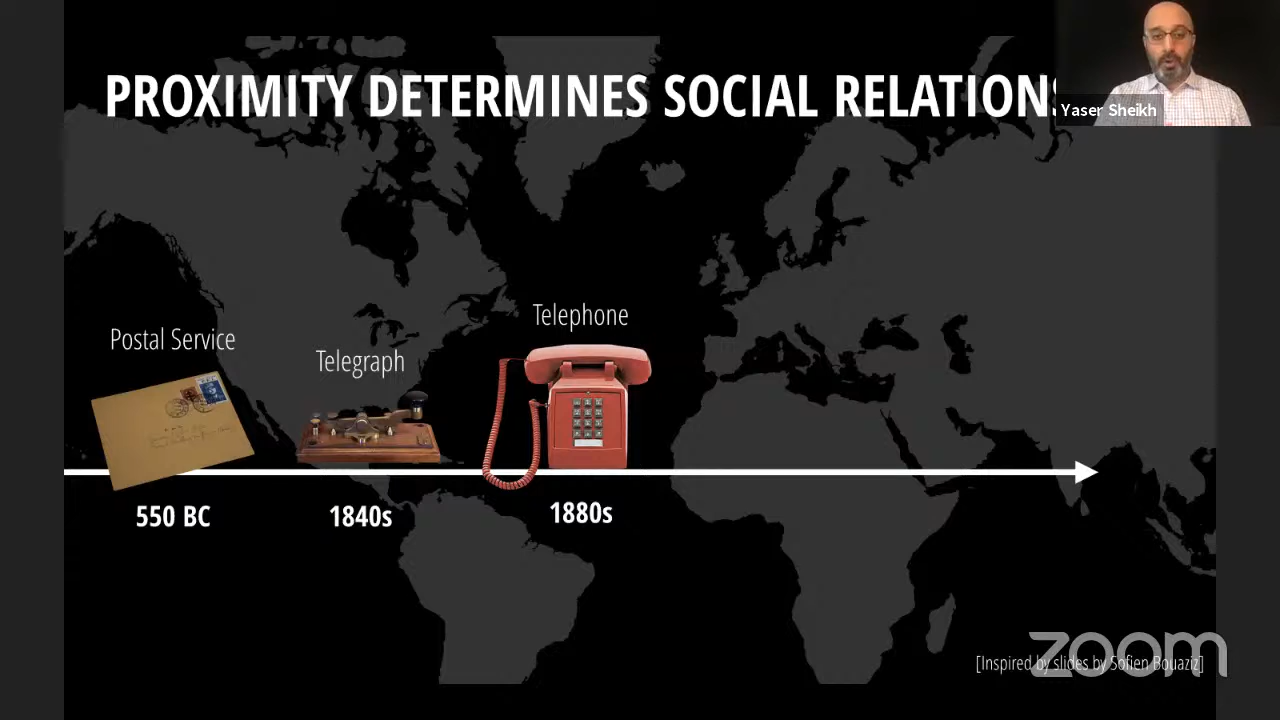 PROXIMITY DETERMINES SOCIAL RELATIONS
Yaser Sheikh
Telephone
Postal Service
Telegraph
550 BC
1840s
1880s
[Inspired by slides by Sofien Bouaziz]
zoom